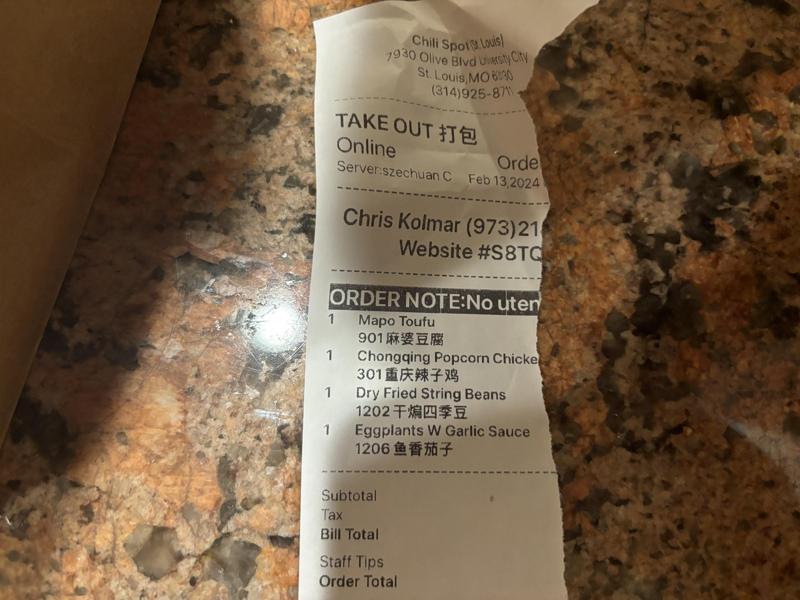 Chili Spot(St. Louis)
7930 Olive Blvd University City
St. Louis,MO
(314)925-8711
TAKE OUT 打包
Online Orde
Server:szechuan C Feb 13,2024
Chris Kolmar (973)21
Website #S8TQ
ORDER NOTE:No uten
1 Mapo Toufu
901麻婆豆腐
1 Chongqing Popcorn Chicke
301重庆辣子鸡
1 Dry Fried String Beans
1202干煸四季豆
1 Eggplants W Garlic Sauce
1206鱼香茄子
Subtotal
Tax
Bill Total
Staff Tips
Order Total